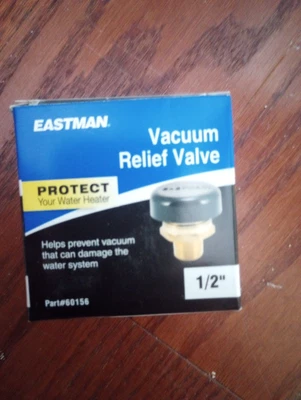 EASTMAN.
Vacuum
Relief Valve
PROTECT
Your Water Heater
Helps prevent vacuum
that can damage the
water system
1/2"
Part#60156